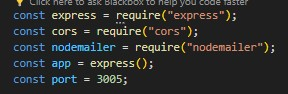 Click here to ask Blackbox to help you code faster
const express = require("express");
const cors = require("cors");
const nodemailer = require("nodemailer");
const app = express();
const port = 3005;